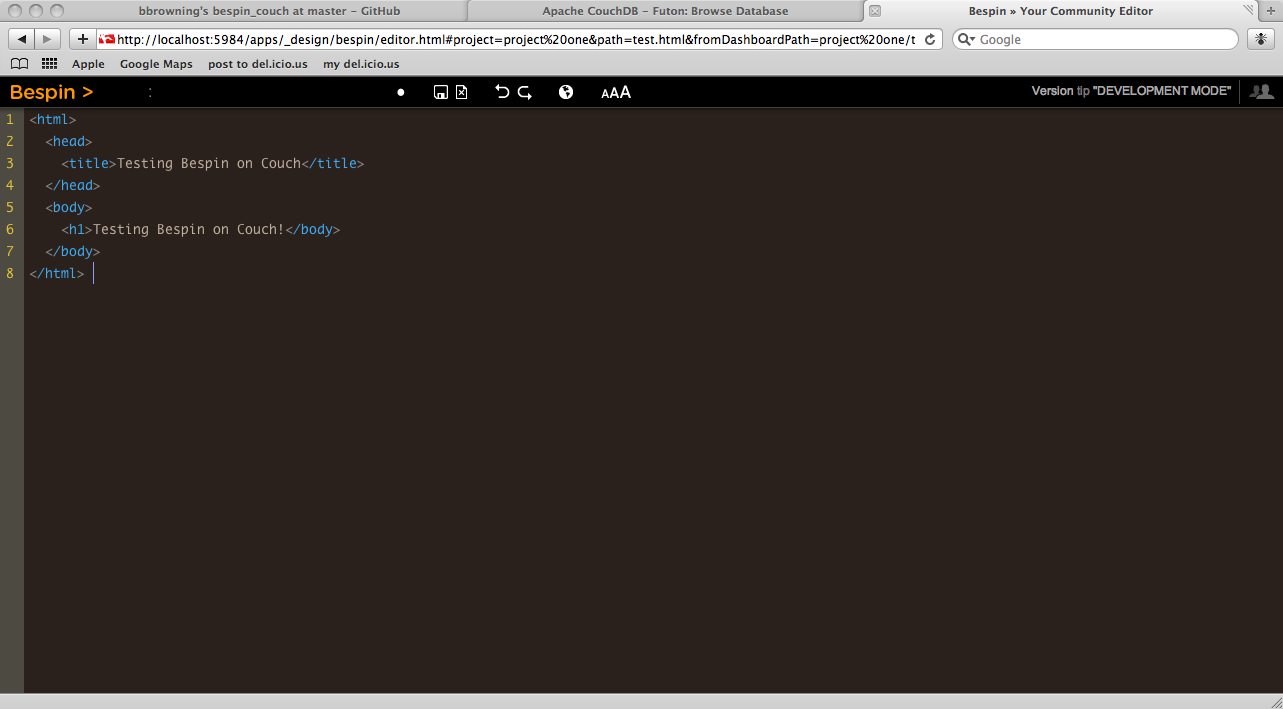 bbrowning's bespin_couch at master – GitHub
Apache CouchDB – Futon: Browse Database
Bespin » Your Community Editor
http://localhost:5984/apps/_design/bespin/editor.html#project=project%20one&path=test.html&fromDashboardPath=project%20one/t
Google
Apple Google Maps post to del.icio.us my del.icio.us
Bespin > : AAA Version tip "DEVELOPMENT MODE"
1 <html>
2 <head>
3 <title>Testing Bespin on Couch</title>
4 </head>
5 <body>
6 <h1>Testing Bespin on Couch!</body>
7 </body>
8 </html>